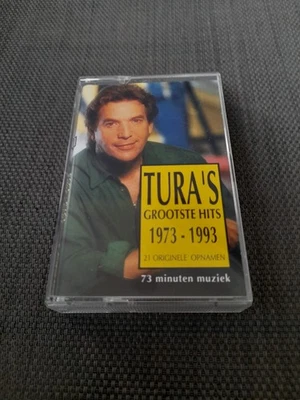 TURA'S
GROOTSTE HITS
1973 - 1993
21 ORIGINELE OPNAMEN
73 minuten muziek